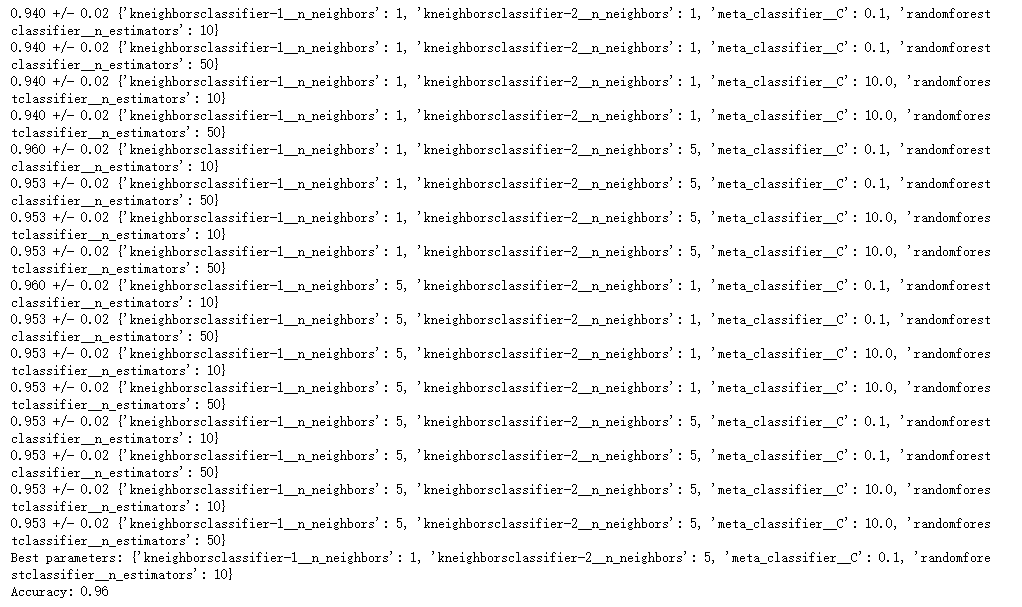 0.940 +/- 0.02 {'kneighborsclassifier-1__n_neighbors': 1, 'kneighborsclassifier-2__n_neighbors': 1, 'meta_classifier__C': 0.1, 'randomforest
classifier__n_estimators': 10}
0.940 +/- 0.02 {'kneighborsclassifier-1__n_neighbors': 1, 'kneighborsclassifier-2__n_neighbors': 1, 'meta_classifier__C': 0.1, 'randomforest
classifier__n_estimators': 50}
0.940 +/- 0.02 {'kneighborsclassifier-1__n_neighbors': 1, 'kneighborsclassifier-2__n_neighbors': 1, 'meta_classifier__C': 10.0, 'randomfores
tclassifier__n_estimators': 10}
0.940 +/- 0.02 {'kneighborsclassifier-1__n_neighbors': 1, 'kneighborsclassifier-2__n_neighbors': 1, 'meta_classifier__C': 10.0, 'randomfores
tclassifier__n_estimators': 50}
0.960 +/- 0.02 {'kneighborsclassifier-1__n_neighbors': 1, 'kneighborsclassifier-2__n_neighbors': 5, 'meta_classifier__C': 0.1, 'randomforest
classifier__n_estimators': 10}
0.953 +/- 0.02 {'kneighborsclassifier-1__n_neighbors': 1, 'kneighborsclassifier-2__n_neighbors': 5, 'meta_classifier__C': 0.1, 'randomforest
classifier__n_estimators': 50}
0.953 +/- 0.02 {'kneighborsclassifier-1__n_neighbors': 1, 'kneighborsclassifier-2__n_neighbors': 5, 'meta_classifier__C': 10.0, 'randomfores
tclassifier__n_estimators': 10}
0.953 +/- 0.02 {'kneighborsclassifier-1__n_neighbors': 1, 'kneighborsclassifier-2__n_neighbors': 5, 'meta_classifier__C': 10.0, 'randomfores
tclassifier__n_estimators': 50}
0.960 +/- 0.02 {'kneighborsclassifier-1__n_neighbors': 5, 'kneighborsclassifier-2__n_neighbors': 1, 'meta_classifier__C': 0.1, 'randomforest
classifier__n_estimators': 10}
0.953 +/- 0.02 {'kneighborsclassifier-1__n_neighbors': 5, 'kneighborsclassifier-2__n_neighbors': 1, 'meta_classifier__C': 0.1, 'randomforest
classifier__n_estimators': 50}
0.953 +/- 0.02 {'kneighborsclassifier-1__n_neighbors': 5, 'kneighborsclassifier-2__n_neighbors': 1, 'meta_classifier__C': 10.0, 'randomfores
tclassifier__n_estimators': 10}
0.953 +/- 0.02 {'kneighborsclassifier-1__n_neighbors': 5, 'kneighborsclassifier-2__n_neighbors': 1, 'meta_classifier__C': 10.0, 'randomfores
tclassifier__n_estimators': 50}
0.953 +/- 0.02 {'kneighborsclassifier-1__n_neighbors': 5, 'kneighborsclassifier-2__n_neighbors': 5, 'meta_classifier__C': 0.1, 'randomforest
classifier__n_estimators': 10}
0.953 +/- 0.02 {'kneighborsclassifier-1__n_neighbors': 5, 'kneighborsclassifier-2__n_neighbors': 5, 'meta_classifier__C': 0.1, 'randomforest
classifier__n_estimators': 50}
0.953 +/- 0.02 {'kneighborsclassifier-1__n_neighbors': 5, 'kneighborsclassifier-2__n_neighbors': 5, 'meta_classifier__C': 10.0, 'randomfores
tclassifier__n_estimators': 10}
0.953 +/- 0.02 {'kneighborsclassifier-1__n_neighbors': 5, 'kneighborsclassifier-2__n_neighbors': 5, 'meta_classifier__C': 10.0, 'randomfores
tclassifier__n_estimators': 50}
Best parameters: {'kneighborsclassifier-1__n_neighbors': 1, 'kneighborsclassifier-2__n_neighbors': 5, 'meta_classifier__C': 0.1, 'randomfore
stclassifier__n_estimators': 10}
Accuracy: 0.96